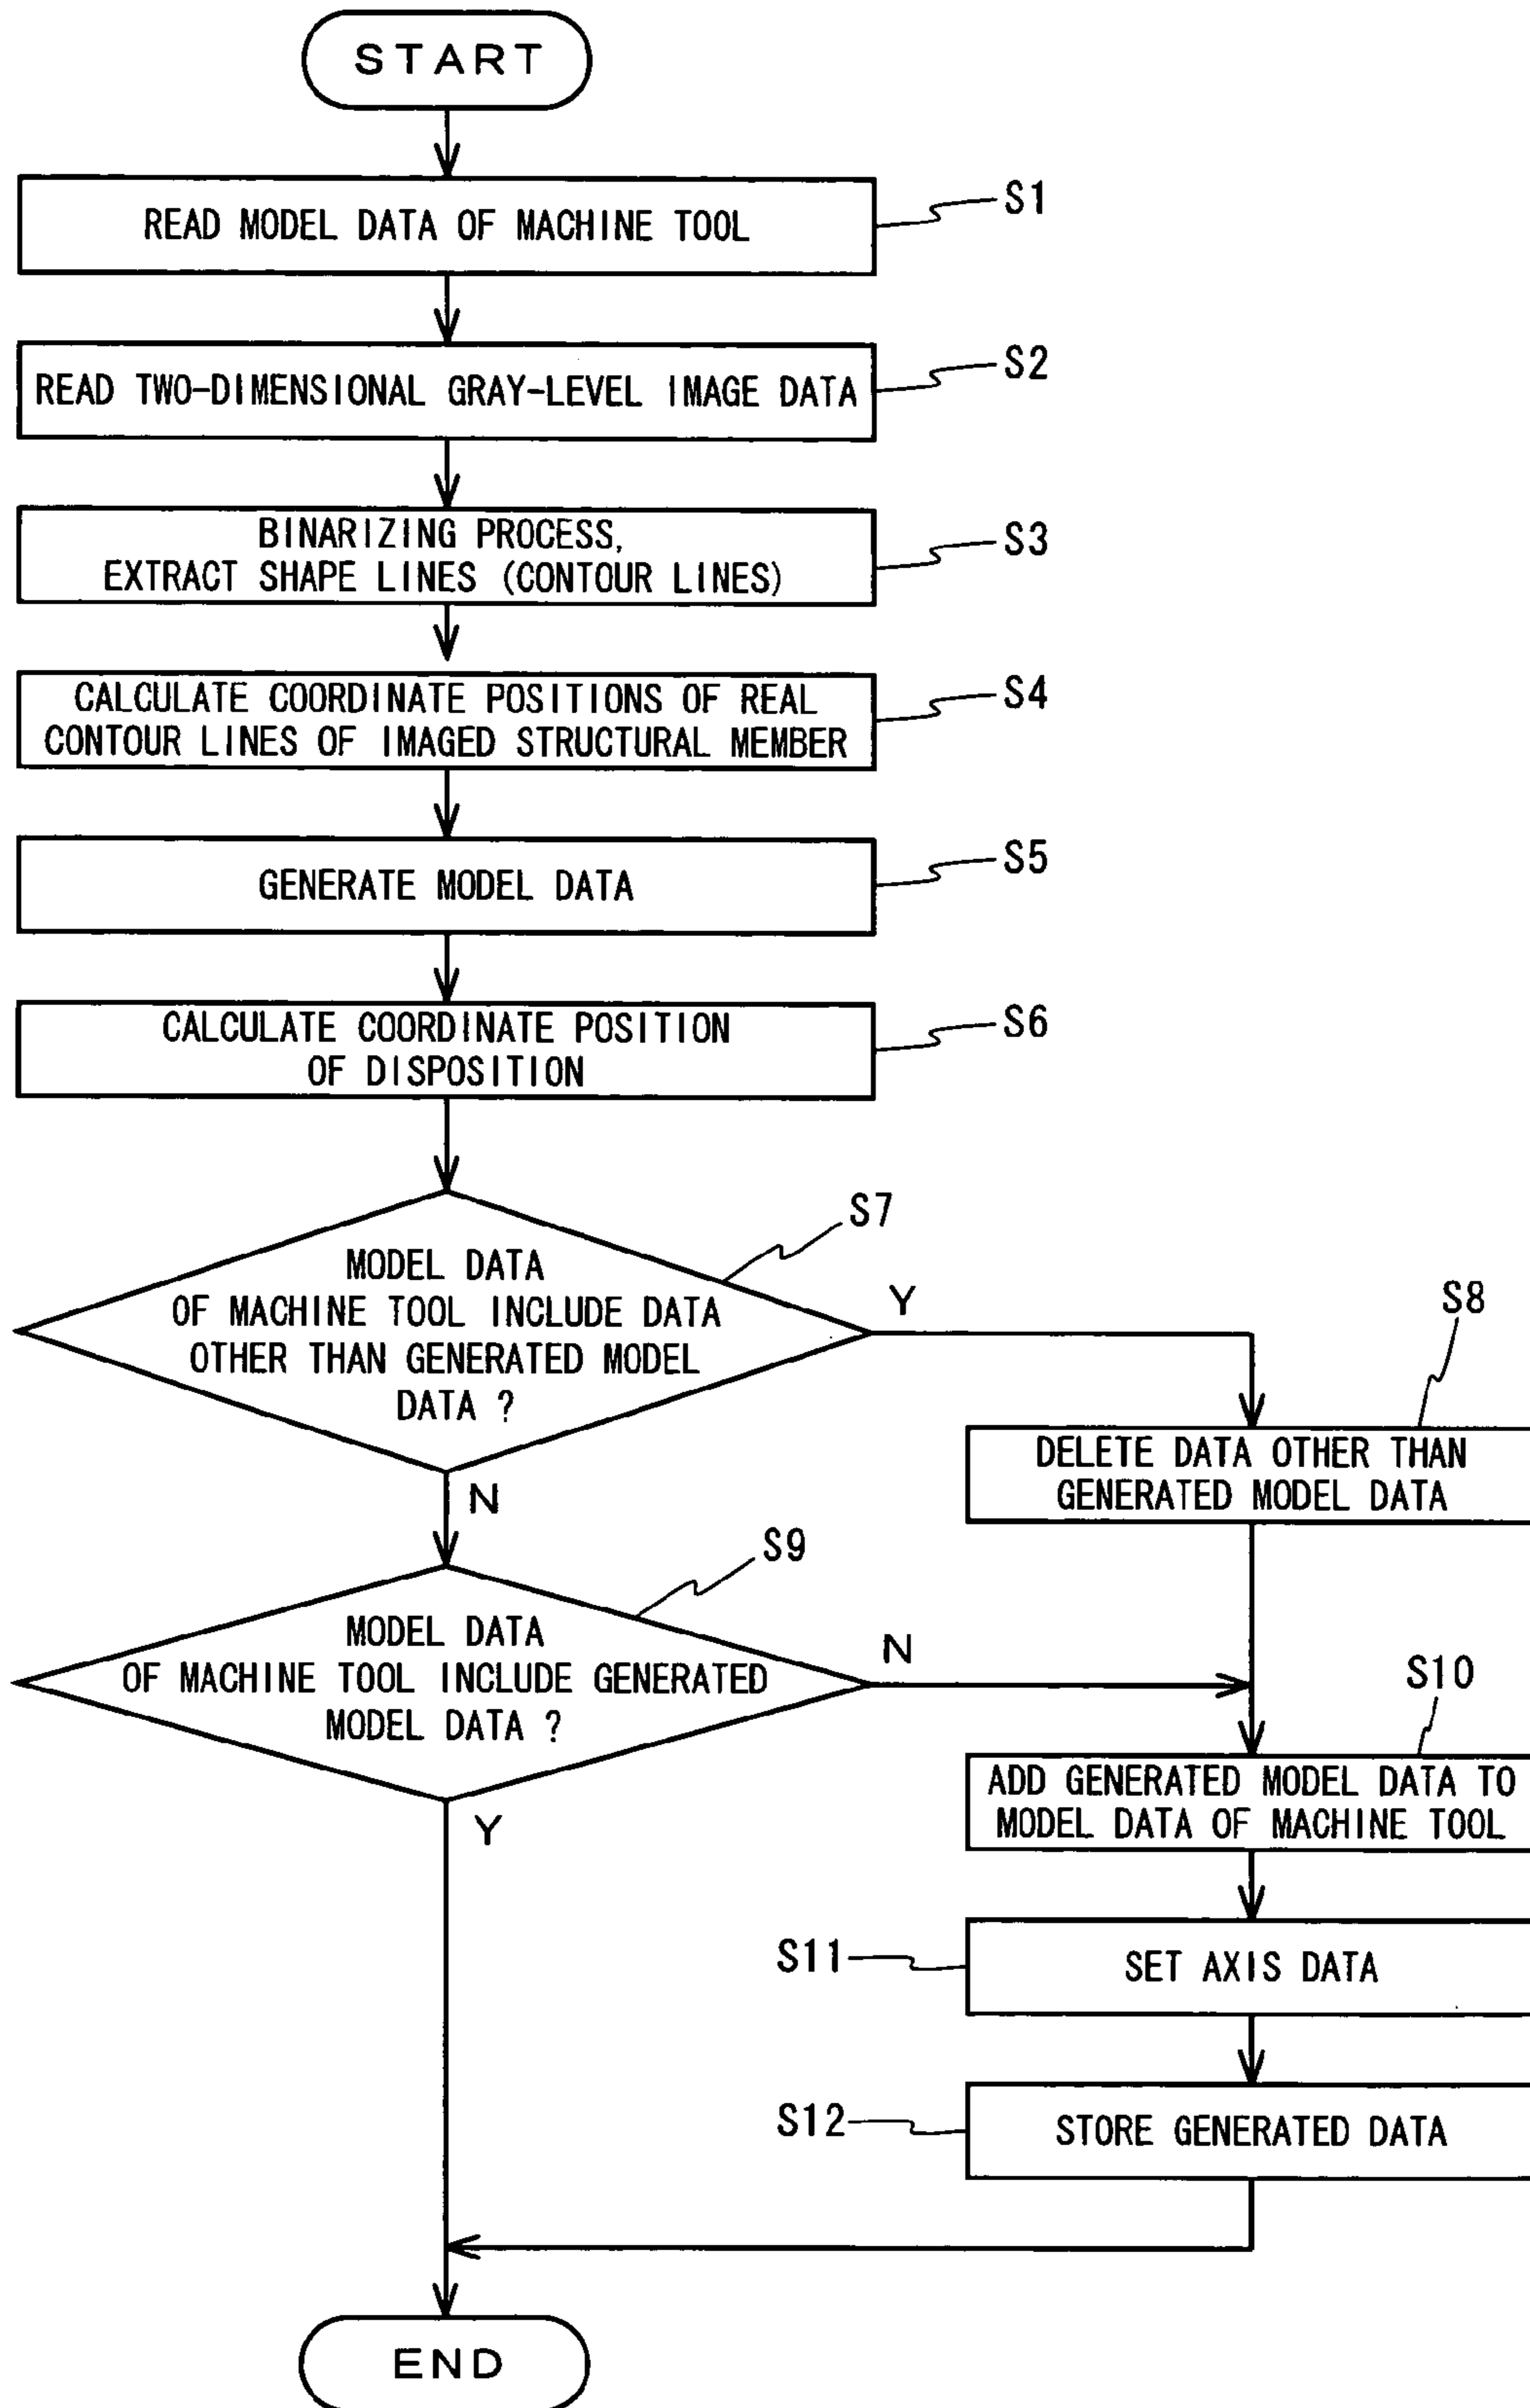 START
READ MODEL DATA OF MACHINE TOOL
S1
READ TWO-DIMENSIONAL GRAY-LEVEL IMAGE DATA
S2
BINARIZING PROCESS,
EXTRACT SHAPE LINES (CONTOUR LINES)
S3
CALCULATE COORDINATE POSITIONS OF REAL
CONTOUR LINES OF IMAGED STRUCTURAL MEMBER
S4
GENERATE MODEL DATA
S5
CALCULATE COORDINATE POSITION
OF DISPOSITION
S6
S7
MODEL DATA
OF MACHINE TOOL INCLUDE DATA
OTHER THAN GENERATED MODEL
DATA ?
Y
N
S8
DELETE DATA OTHER THAN
GENERATED MODEL DATA
S9
MODEL DATA
OF MACHINE TOOL INCLUDE GENERATED
MODEL DATA ?
N
Y
S10
ADD GENERATED MODEL DATA TO
MODEL DATA OF MACHINE TOOL
S11
SET AXIS DATA
S12
STORE GENERATED DATA
END